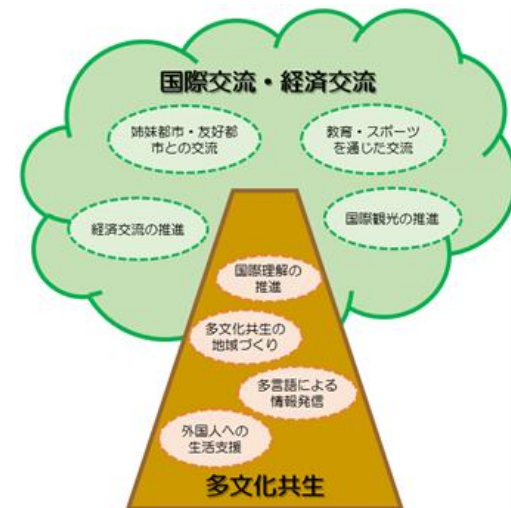 国際交流・経済交流
姉妹都市・友好都
市との交流
教育・スポーツ
を通じた交流
経済交流の推進
国際観光の推進
国際理解の
推進
多文化共生の
地域づくり
多言語による
情報発信
外国人への
生活支援
多文化共生